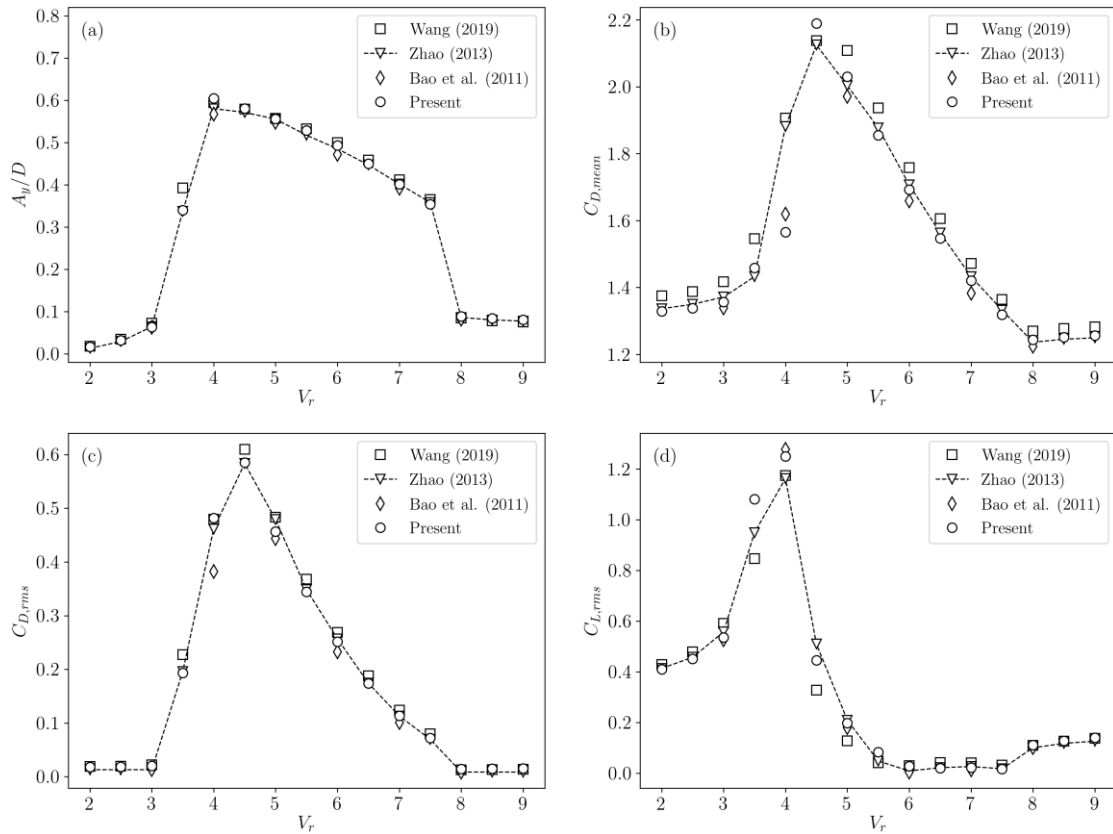 (a)
Wang (2019)
Zhao (2013)
Bao et al. (2011)
Present
0.8
0.7
0.6
0.5
0.4
0.3
0.2
0.1
0.0
A_y/D
2 3 4 5 6 7 8 9
V_r
(b)
Wang (2019)
Zhao (2013)
Bao et al. (2011)
Present
2.2
2.0
1.8
1.6
1.4
1.2
C_{D,mean}
2 3 4 5 6 7 8 9
V_r
(c)
Wang (2019)
Zhao (2013)
Bao et al. (2011)
Present
0.6
0.5
0.4
0.3
0.2
0.1
0.0
C_{D,rms}
2 3 4 5 6 7 8 9
V_r
(d)
Wang (2019)
Zhao (2013)
Bao et al. (2011)
Present
1.2
1.0
0.8
0.6
0.4
0.2
0.0
C_{L,rms}
2 3 4 5 6 7 8 9
V_r